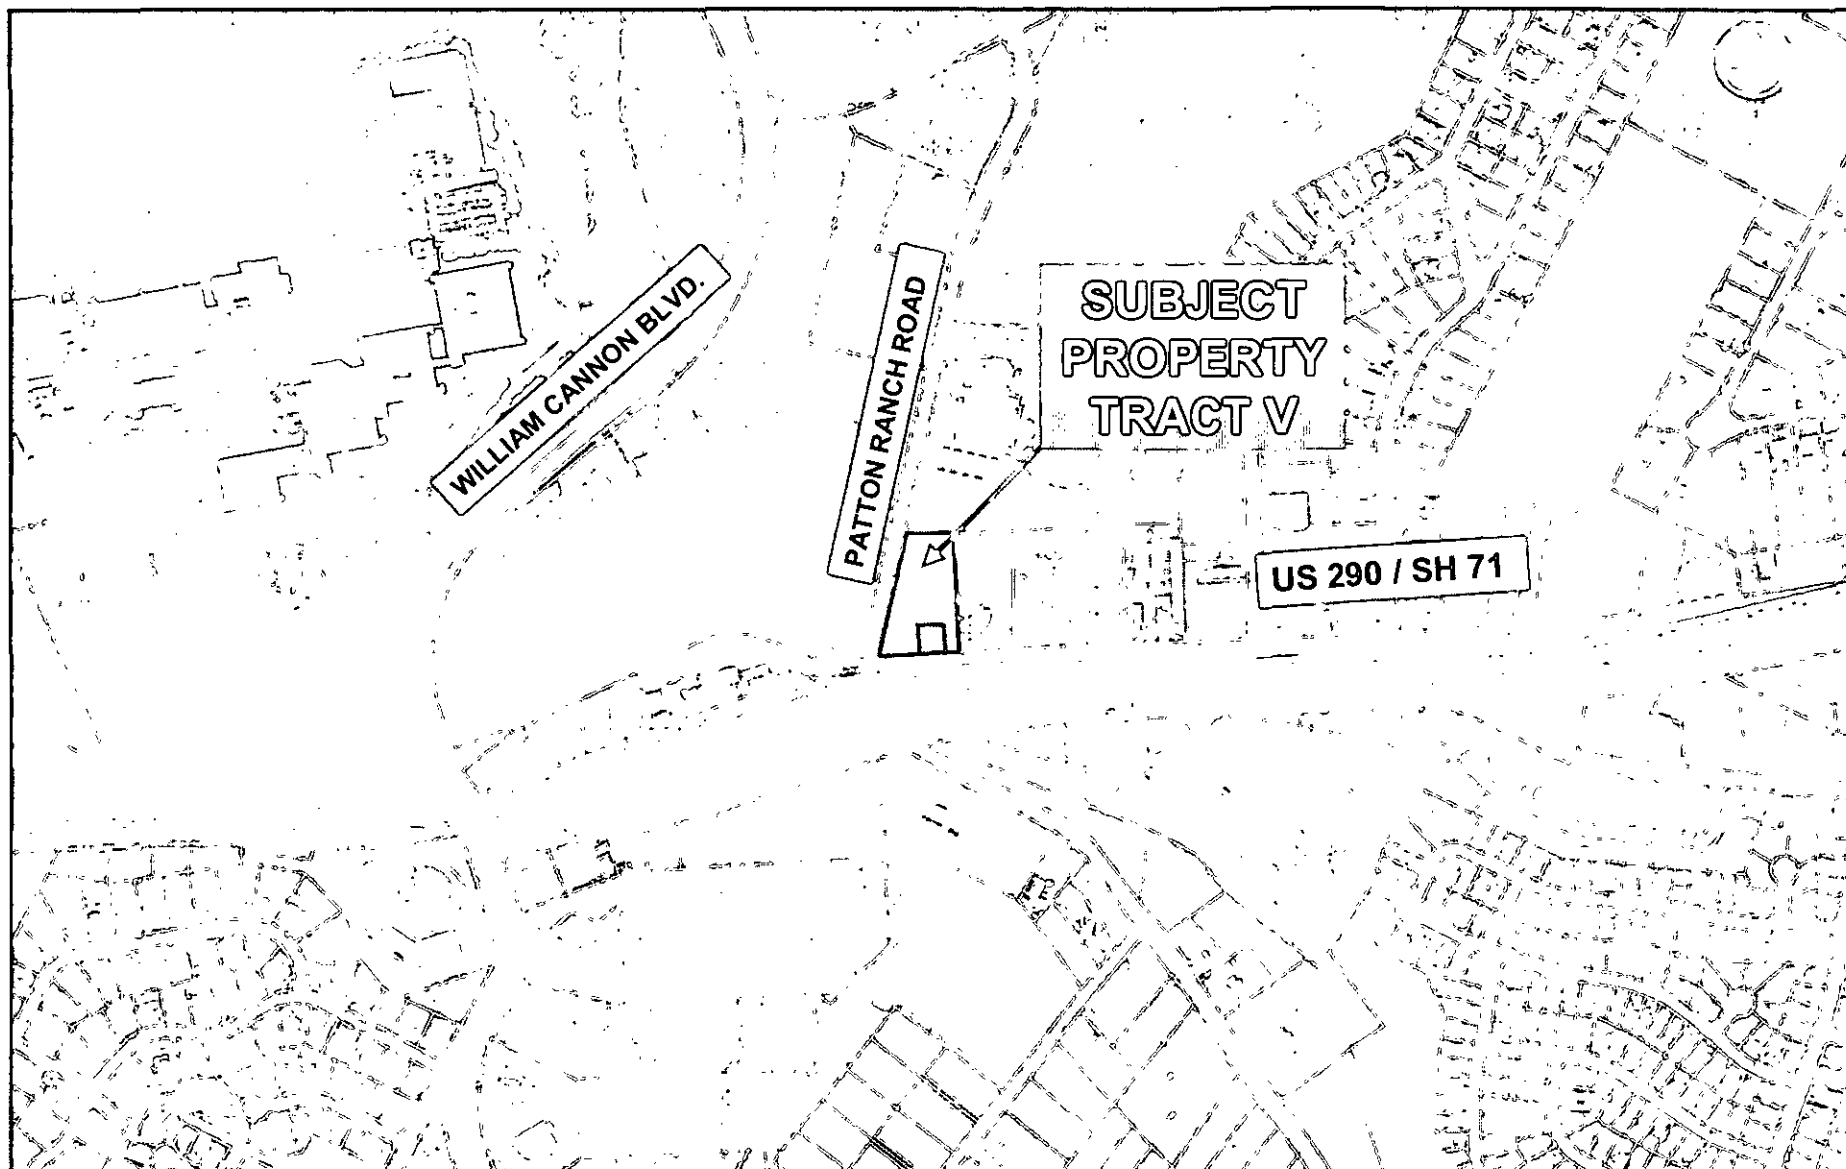 WILLIAM CANNON BLVD.
PATTON RANCH ROAD
SUBJECT
PROPERTY
TRACT V
US 290 / SH 71